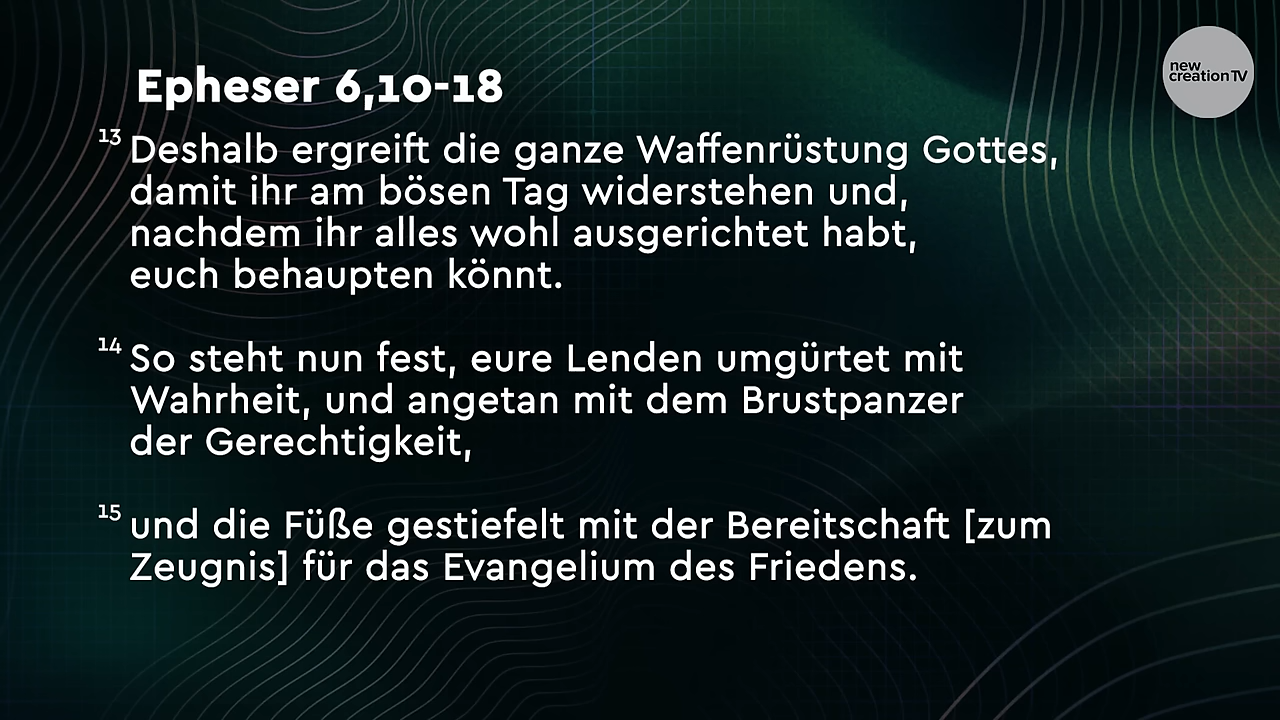 new
creation TV
Epheser 6,10-18
13 Deshalb ergreift die ganze Waffenrüstung Gottes,
damit ihr am bösen Tag widerstehen und,
nachdem ihr alles wohl ausgerichtet habt,
euch behaupten könnt.
14 So steht nun fest, eure Lenden umgürtet mit
Wahrheit, und angetan mit dem Brustpanzer
der Gerechtigkeit,
15 und die Füße gestiefelt mit der Bereitschaft [zum
Zeugnis] für das Evangelium des Friedens.